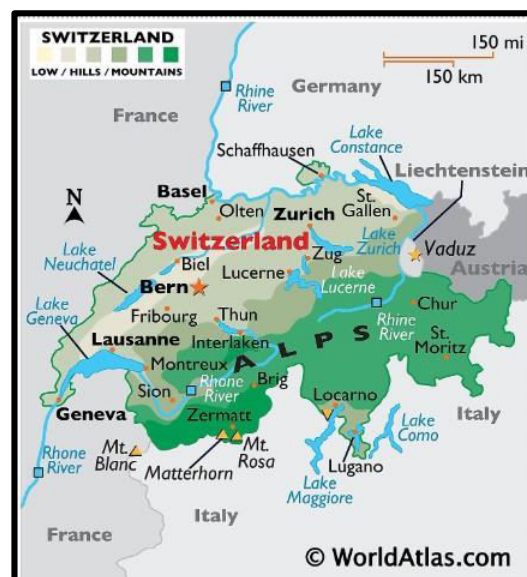 SWITZERLAND
LOW / HILLS / MOUNTAINS
150 mi
150 km
Rhine
River
Germany
France
Lake
Constance
Schaffhausen
Liechtenstein
N
Basel
Olten
Zurich
St.
Gallen
Switzerland
Lake
Zurich
Vaduz
Lake
Neuchatel
Biel
Zug
Lucerne
Lake
Lucerne
Austria
Bern
Lake
Geneva
Fribourg
Thun
Chur
Rhine
River
Lausanne
Interlaken
ALPS
St.
Moritz
Montreux
Rhone
River
Brig
Sion
Locarno
Italy
Geneva
Zermatt
Lake
Como
Rhone
River
Mt.
Blanc
Matterhorn
Mt.
Rosa
Lugano
Lake
Maggiore
Italy
France
© WorldAtlas.com